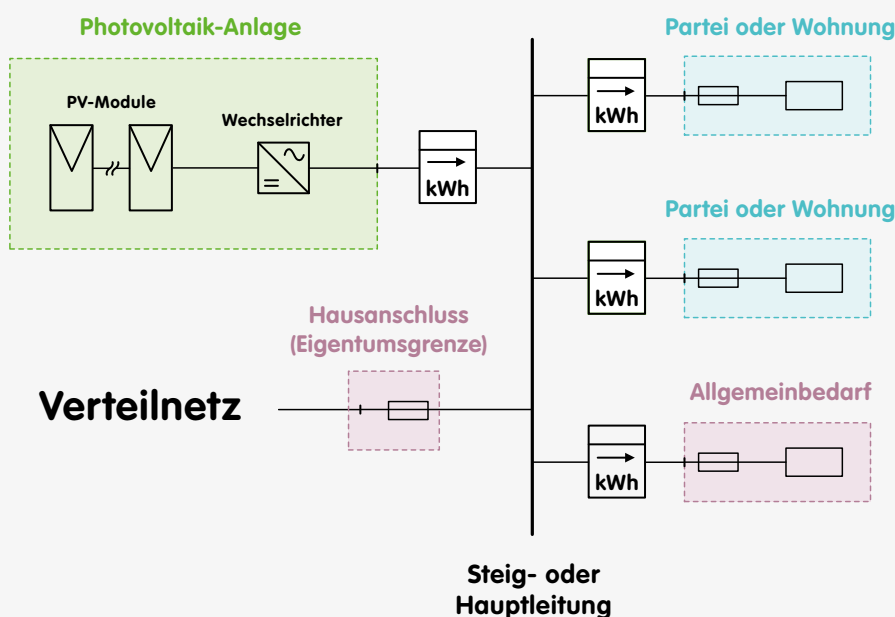 Photovoltaik-Anlage
PV-Module
Wechselrichter
kWh
Partei oder Wohnung
kWh
Partei oder Wohnung
kWh
Hausanschluss
(Eigentumsgrenze)
Verteilnetz
Allgemeinbedarf
kWh
Steig- oder
Hauptleitung